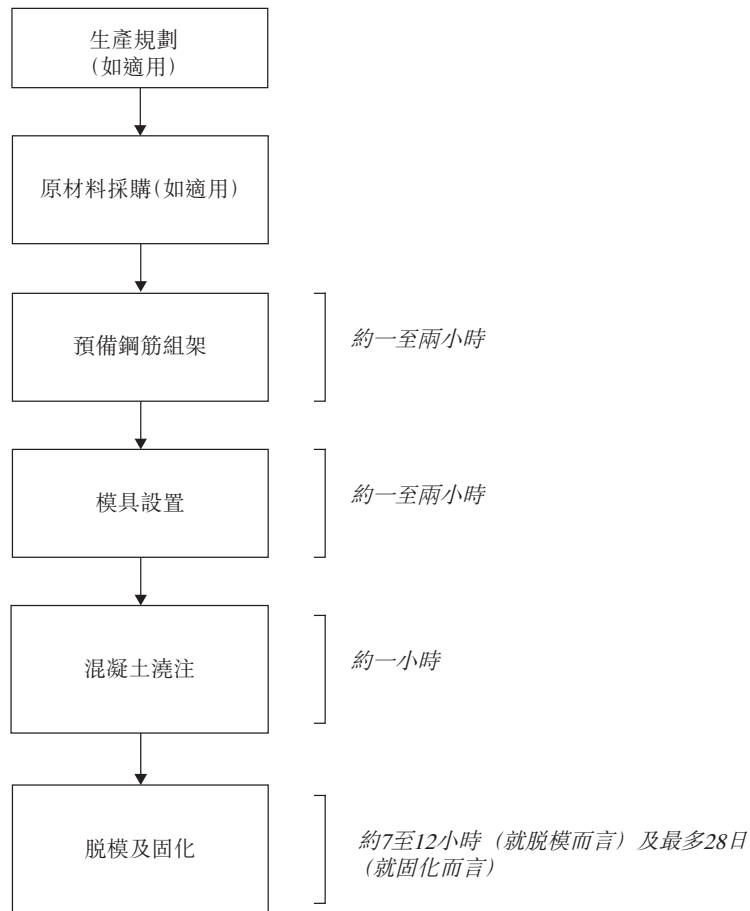 生產規劃
(如適用)
原材料採購(如適用)
預備鋼筋組架
約一至兩小時
模具設置
約一至兩小時
混凝土澆注
約一小時
脱模及固化
約7至12小時（就脱模而言）及最多28日
（就固化而言）